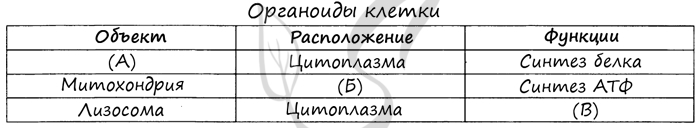 Органоиды клетки
Объект Расположение Функции
(А) Цитоплазма Синтез белка
Митохондрия (Б) Синтез АТФ
Лизосома Цитоплазма (В)